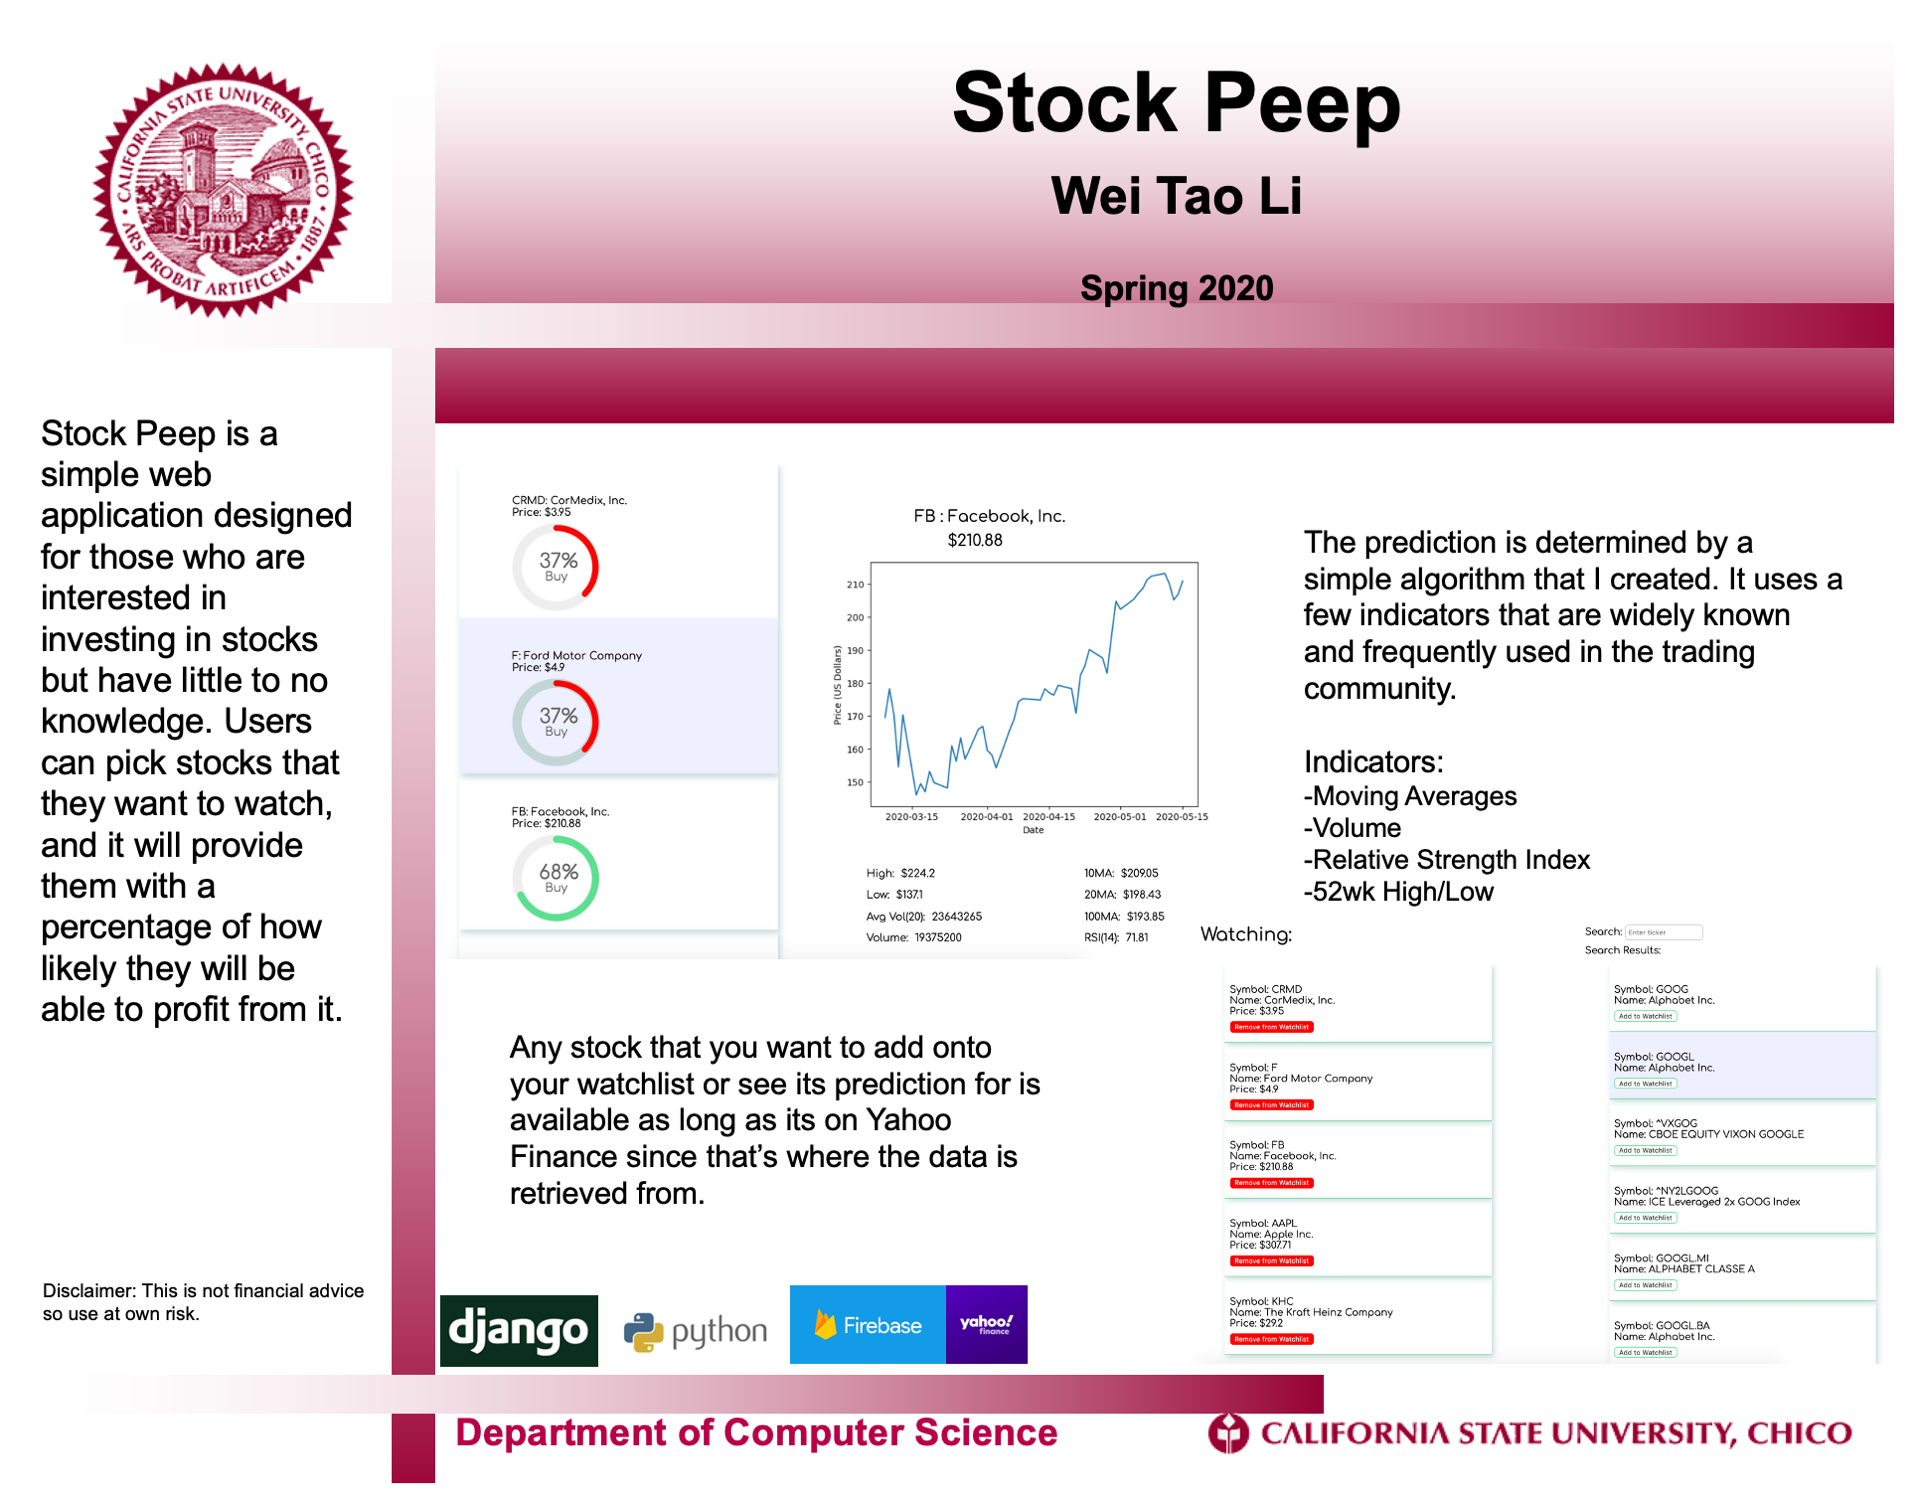 CALIFORNIA STATE UNIVERSITY, CHICO
ARS PROBAT ARTIFICEM • 1887 •
Stock Peep
Wei Tao Li
Spring 2020
Stock Peep is a
simple web
application designed
for those who are
interested in
investing in stocks
but have little to no
knowledge. Users
can pick stocks that
they want to watch,
and it will provide
them with a
percentage of how
likely they will be
able to profit from it.
Disclaimer: This is not financial advice
so use at own risk.
CRMD: CorMedix, Inc.
Price: $3.95
37%
Buy
F: Ford Motor Company
Price: $4.9
37%
Buy
FB: Facebook, Inc.
Price: $210.88
68%
Buy
FB : Facebook, Inc.
$210.88
Price (US Dollars)
210
200
190
180
170
160
150
2020-03-15 2020-04-01 2020-04-15 2020-05-01 2020-05-15
Date
High: $224.2
Low: $137.1
Avg Vol(20): 23643265
Volume: 19375200
10MA: $209.05
20MA: $198.43
100MA: $193.85
RSI(14): 71.81
The prediction is determined by a
simple algorithm that I created. It uses a
few indicators that are widely known
and frequently used in the trading
community.
Indicators:
-Moving Averages
-Volume
-Relative Strength Index
-52wk High/Low
Any stock that you want to add onto
your watchlist or see its prediction for is
available as long as its on Yahoo
Finance since that’s where the data is
retrieved from.
Watching:
Symbol: CRMD
Name: CorMedix, Inc.
Price: $3.95
Remove from Watchlist
Symbol: F
Name: Ford Motor Company
Price: $4.9
Remove from Watchlist
Symbol: FB
Name: Facebook, Inc.
Price: $210.88
Remove from Watchlist
Symbol: AAPL
Name: Apple Inc.
Price: $307.71
Remove from Watchlist
Symbol: KHC
Name: The Kraft Heinz Company
Price: $29.2
Remove from Watchlist
Search: Enter ticker
Search Results:
Symbol: GOOG
Name: Alphabet Inc.
Add to Watchlist
Symbol: GOOGL
Name: Alphabet Inc.
Add to Watchlist
Symbol: ^VXGOG
Name: CBOE EQUITY VIXON GOOGLE
Add to Watchlist
Symbol: ^NY2LGOOG
Name: ICE Leveraged 2x GOOG Index
Add to Watchlist
Symbol: GOOGL.MI
Name: ALPHABET CLASSE A
Add to Watchlist
Symbol: GOOGL.BA
Name: Alphabet Inc.
Add to Watchlist
django
python
Firebase
yahoo!
finance
Department of Computer Science
CALIFORNIA STATE UNIVERSITY, CHICO